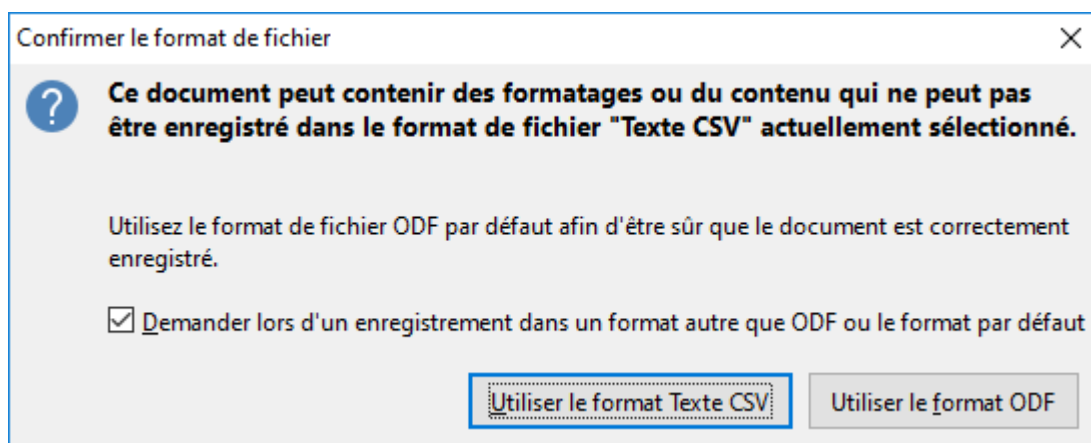 Confirmer le format de fichier
Ce document peut contenir des formatages ou du contenu qui ne peut pas
être enregistré dans le format de fichier "Texte CSV" actuellement sélectionné.
Utilisez le format de fichier ODF par défaut afin d'être sûr que le document est correctement
enregistré.
Demander lors d'un enregistrement dans un format autre que ODF ou le format par défaut
Utiliser le format Texte CSV Utiliser le format ODF